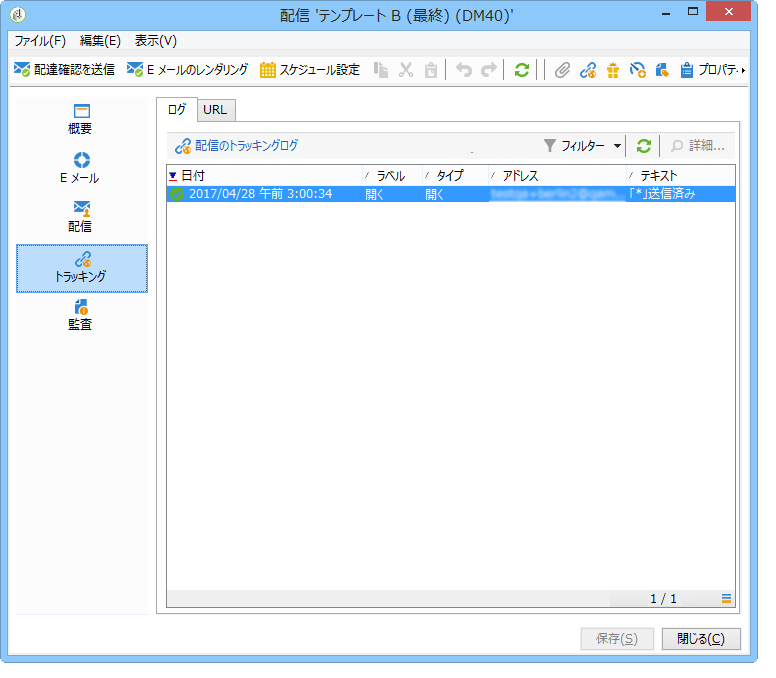 配信 'テンプレート B (最終) (DM40)'
ファイル(F) 編集(E) 表示(V)
配達確認を送信 E メールのレンダリング スケジュール設定 プロパティ
概要
E メール
配信
トラッキング
監査
ログ URL
配信のトラッキングログ フィルター 詳細...
日付 ラベル タイプ アドレス テキスト
2017/04/28 午前 3:00:34 開く 開く 「*」送信済み
1 / 1
保存(S) 閉じる(C)